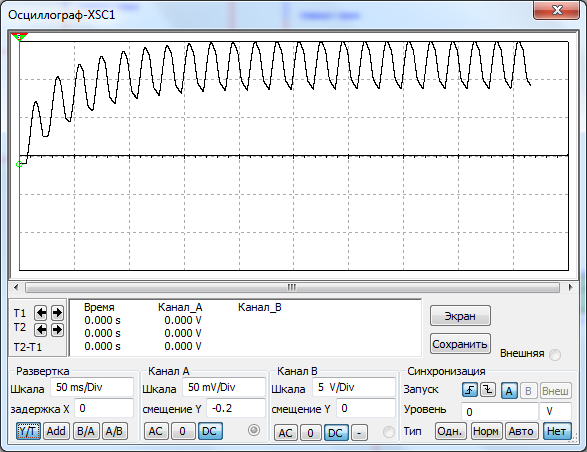 Осциллограф-XSC1
Время Канал_A Канал_B
T1 0.000 s 0.000 V
T2 0.000 s 0.000 V
T2-T1 0.000 s 0.000 V
Экран
Сохранить
Внешняя
Развертка
Шкала 50 ms/Div
задержка X 0
Y/T Add B/A A/B
Канал A
Шкала 50 mV/Div
смещение Y -0.2
AC 0 DC
Канал B
Шкала 5 V/Div
смещение Y 0
AC 0 DC -
Синхронизация
Запуск A B Внеш
Уровень 0 V
Тип Одн. Норм Авто Нет